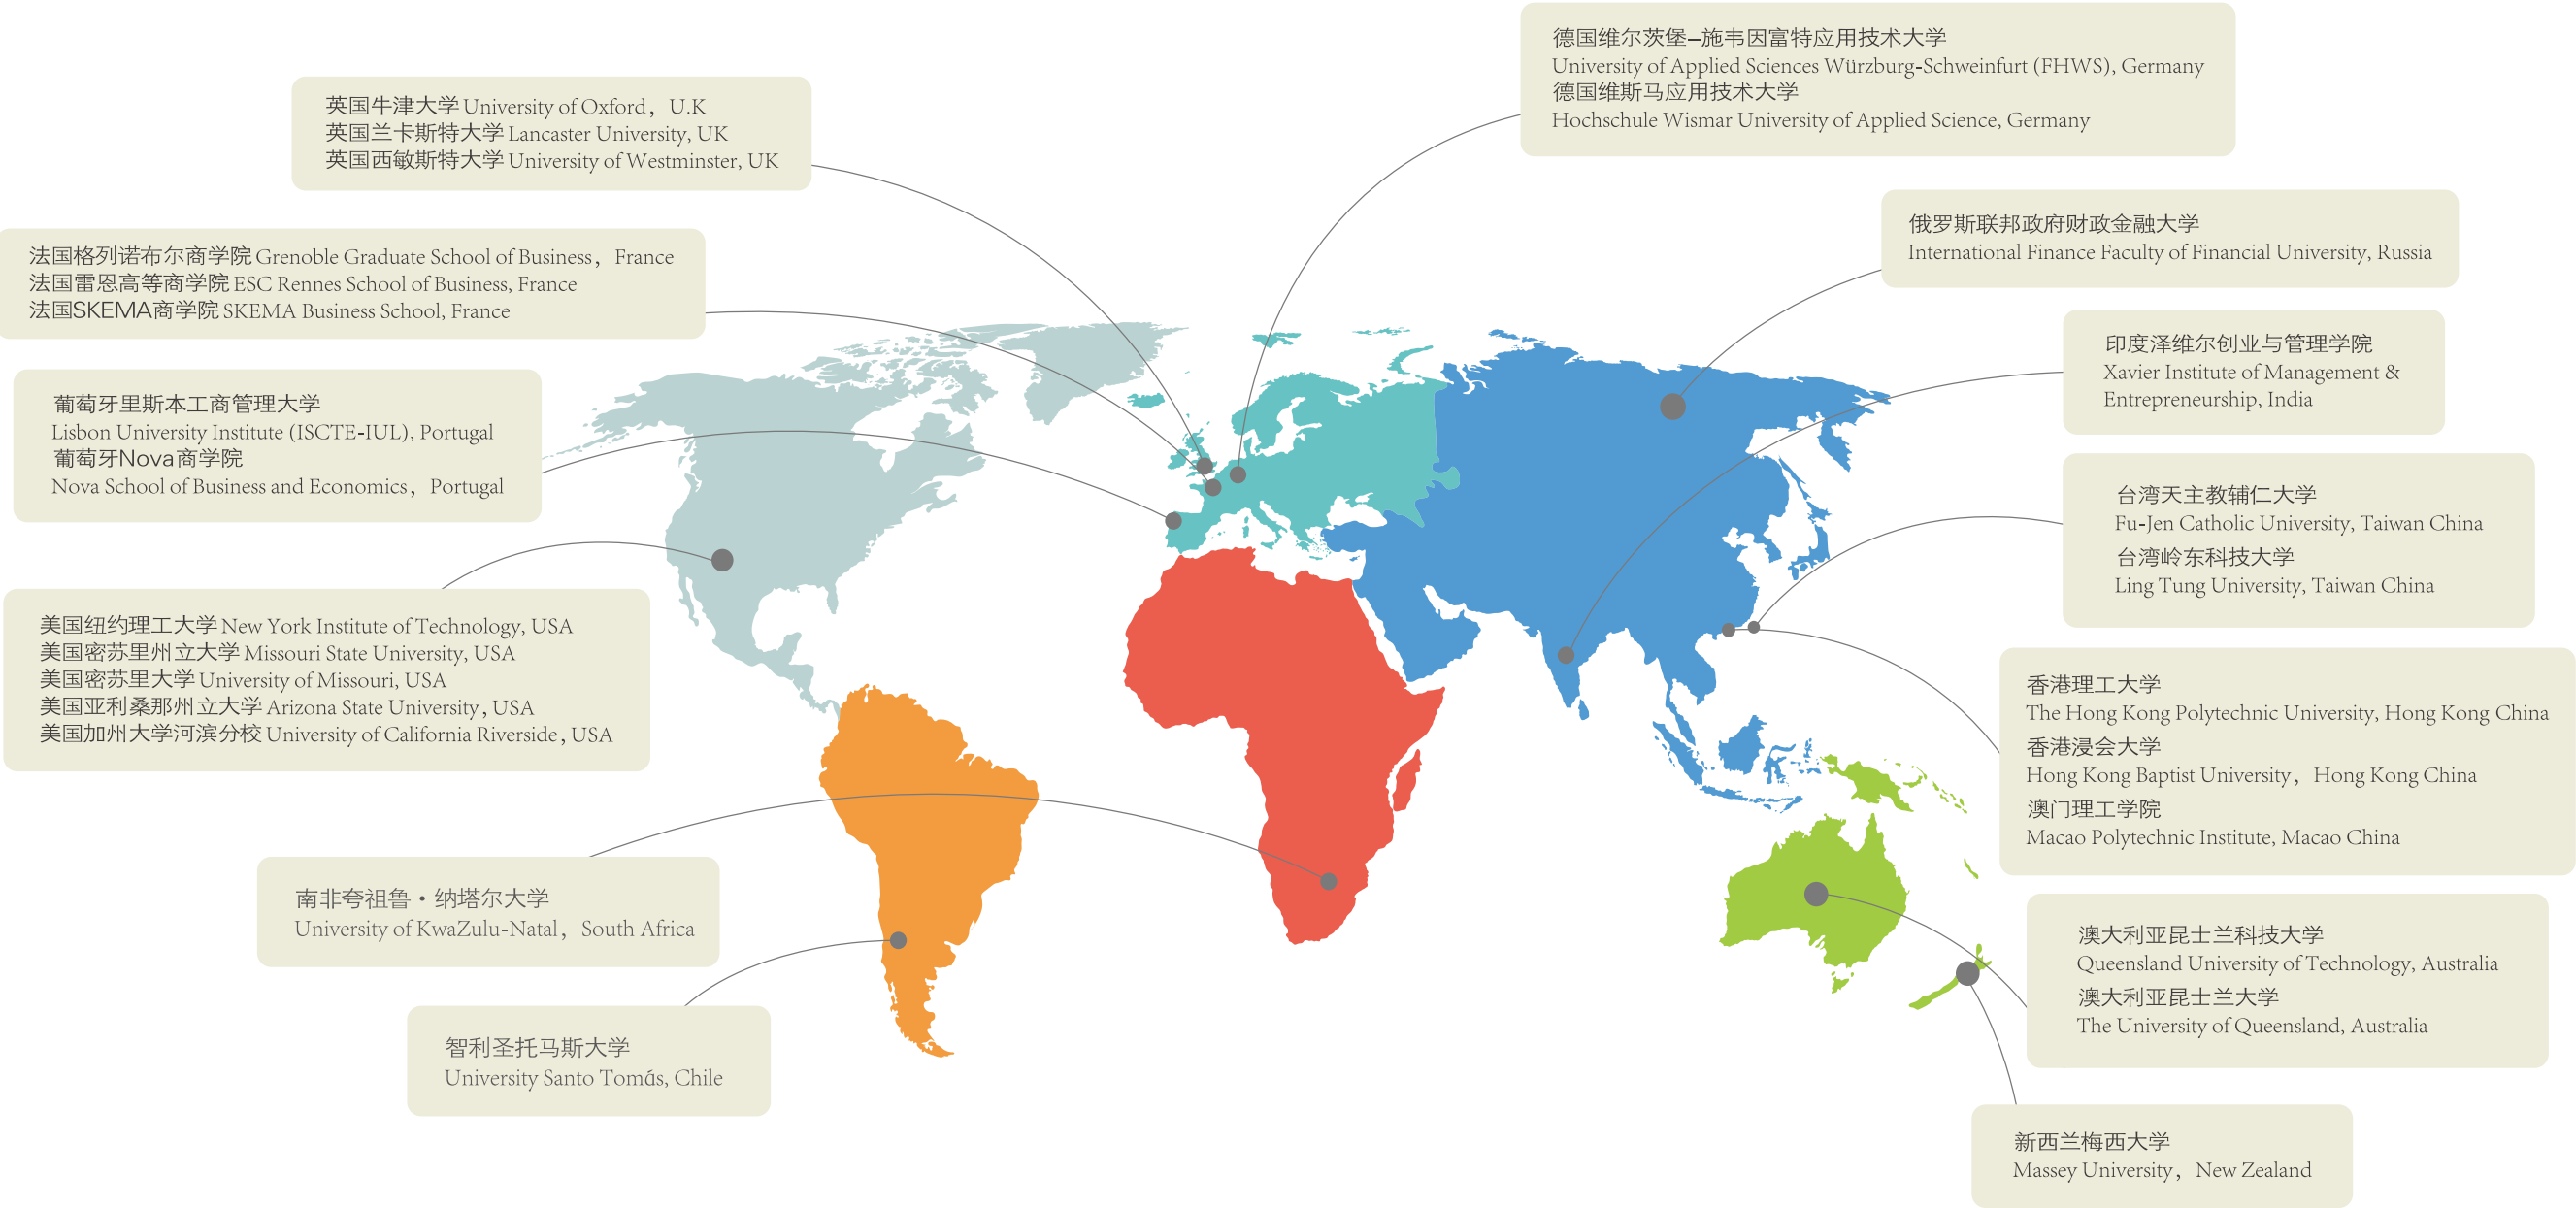 德国维尔茨堡–施韦因富特应用技术大学
University of Applied Sciences Würzburg-Schweinfurt (FHWS), Germany
德国维斯马应用技术大学
Hochschule Wismar University of Applied Science, Germany
英国牛津大学 University of Oxford，U.K
英国兰卡斯特大学 Lancaster University, UK
英国西敏斯特大学 University of Westminster, UK
俄罗斯联邦政府财政金融大学
International Finance Faculty of Financial University, Russia
法国格列诺布尔商学院 Grenoble Graduate School of Business，France
法国雷恩高等商学院 ESC Rennes School of Business, France
法国SKEMA商学院 SKEMA Business School, France
印度泽维尔创业与管理学院
Xavier Institute of Management &
Entrepreneurship, India
葡萄牙里斯本工商管理大学
Lisbon University Institute (ISCTE-IUL), Portugal
葡萄牙Nova商学院
Nova School of Business and Economics，Portugal
台湾天主教辅仁大学
Fu-Jen Catholic University, Taiwan China
台湾岭东科技大学
Ling Tung University, Taiwan China
美国纽约理工大学 New York Institute of Technology, USA
美国密苏里州立大学 Missouri State University, USA
美国密苏里大学 University of Missouri, USA
美国亚利桑那州立大学 Arizona State University, USA
美国加州大学河滨分校 University of California Riverside, USA
香港理工大学
The Hong Kong Polytechnic University, Hong Kong China
香港浸会大学
Hong Kong Baptist University，Hong Kong China
澳门理工学院
Macao Polytechnic Institute, Macao China
南非夸祖鲁·纳塔尔大学
University of KwaZulu-Natal，South Africa
澳大利亚昆士兰科技大学
Queensland University of Technology, Australia
澳大利亚昆士兰大学
The University of Queensland, Australia
智利圣托马斯大学
University Santo Tomás, Chile
新西兰梅西大学
Massey University，New Zealand